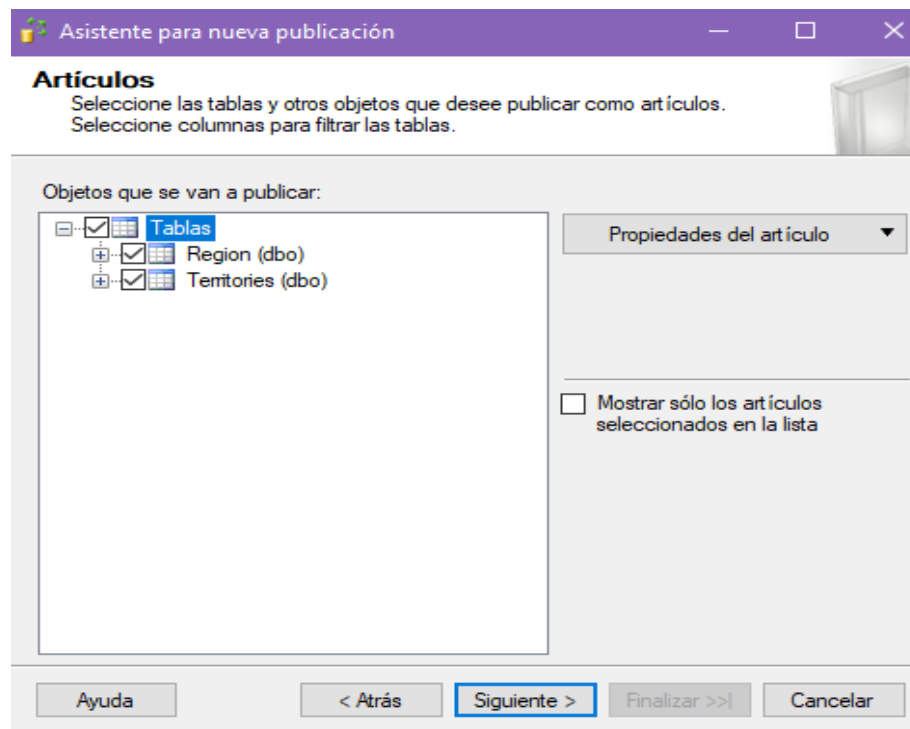 Asistente para nueva publicación
Artículos
Seleccione las tablas y otros objetos que desee publicar como artículos.
Seleccione columnas para filtrar las tablas.
Objetos que se van a publicar:
Tablas
Region (dbo)
Territories (dbo)
Propiedades del artículo
Mostrar sólo los artículos
seleccionados en la lista
Ayuda
< Atrás
Siguiente >
Finalizar >>|
Cancelar